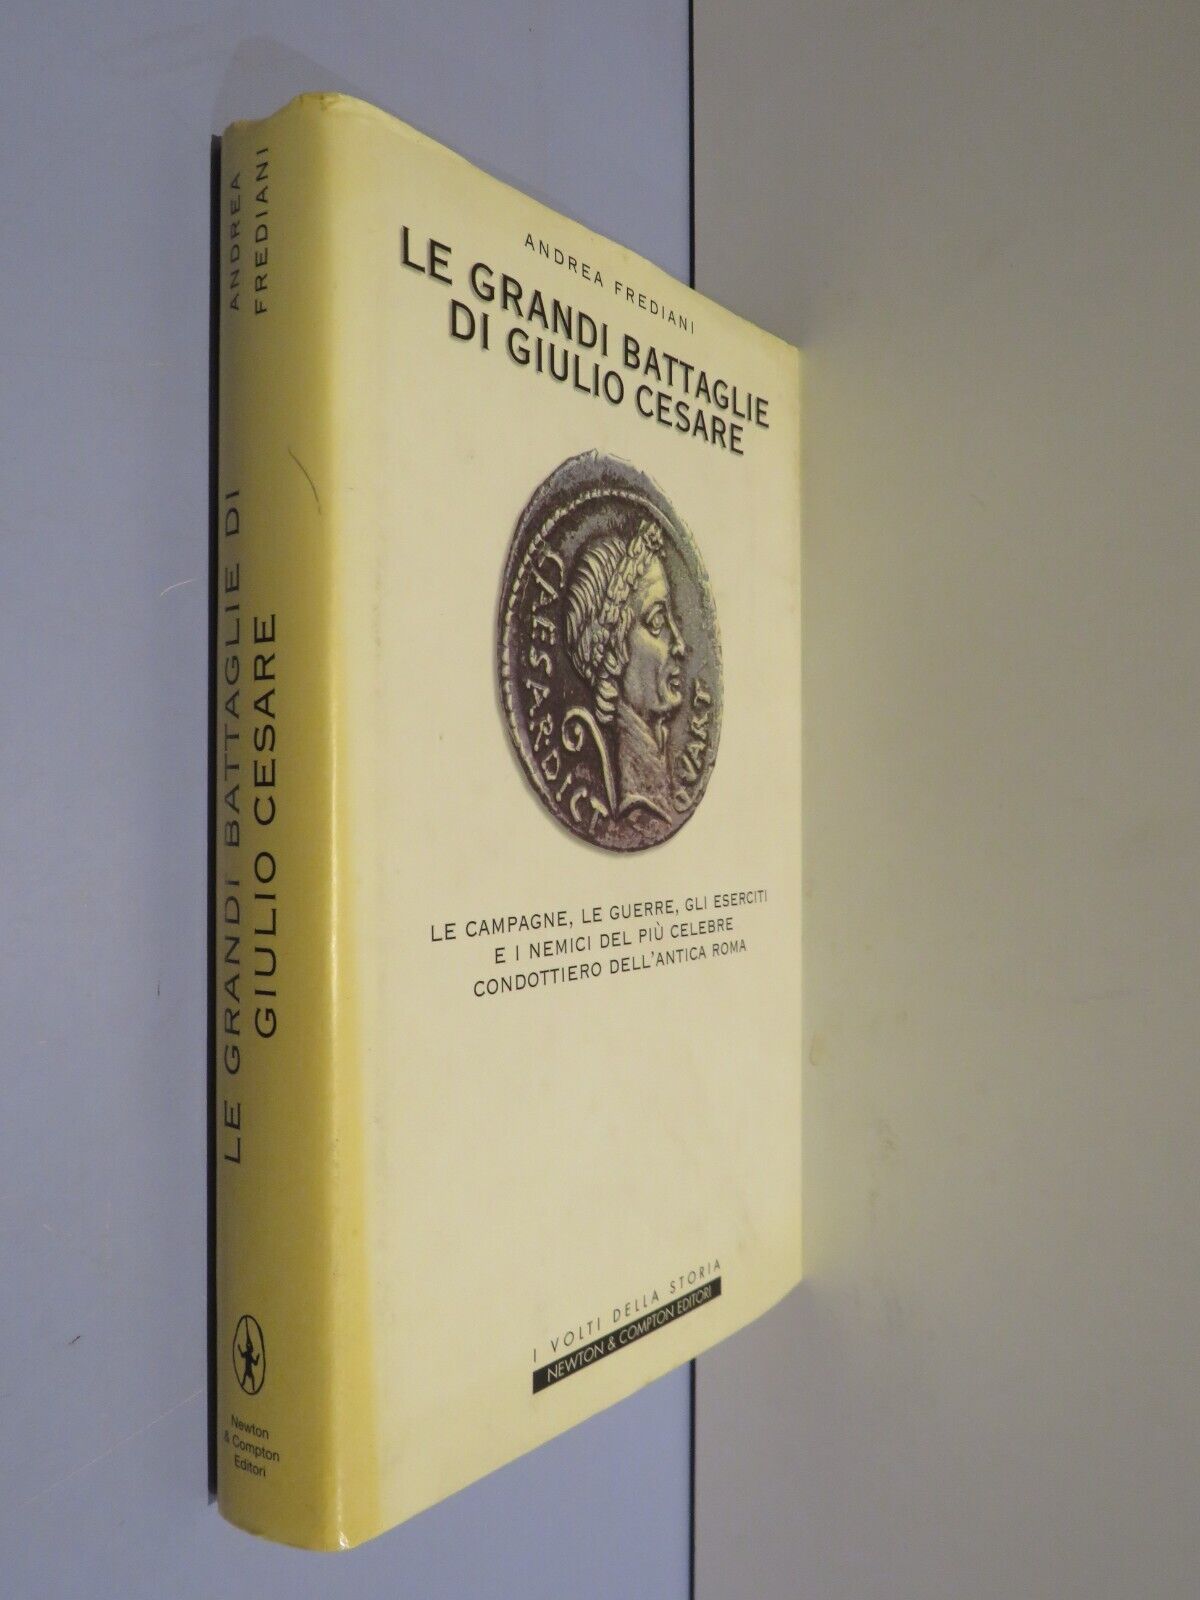 ANDREA
FREDIANI
LE GRANDI BATTAGLIE DI
GIULIO CESARE
Newton
& Compton
Editori
ANDREA FREDIANI
LE GRANDI BATTAGLIE
DI GIULIO CESARE
CAESAR·DICT
QVART
LE CAMPAGNE, LE GUERRE, GLI ESERCITI
E I NEMICI DEL PIÙ CELEBRE
CONDOTTIERO DELL'ANTICA ROMA
I VOLTI DELLA STORIA
NEWTON & COMPTON EDITORI